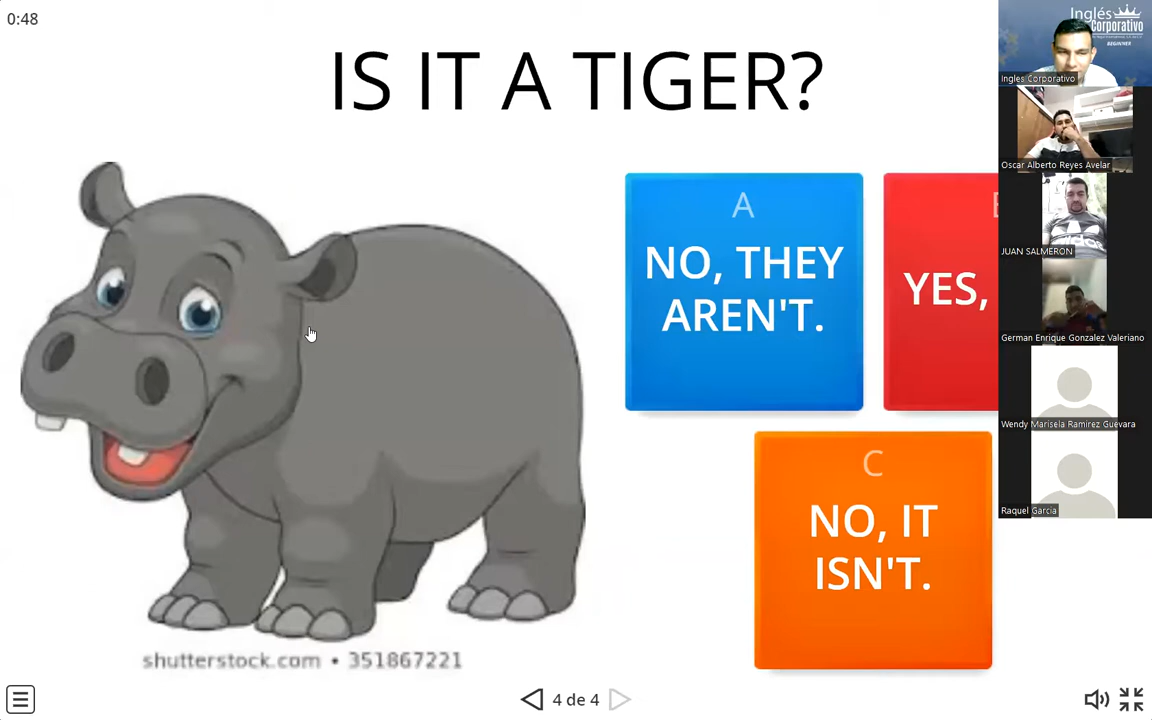 0:48
IS IT A TIGER?
A
NO, THEY
AREN'T.
YES,
C
NO, IT
ISN'T.
shutterstock.com • 351867221
4 de 4
Inglés
Corporativo
BEGINNER
Ingles Corporativo
Oscar Alberto Reyes Avelar
JUAN SALMERON
adidas
German Enrique Gonzalez Valeriano
Wendy Marisela Ramirez Guevara
Raquel Garcia